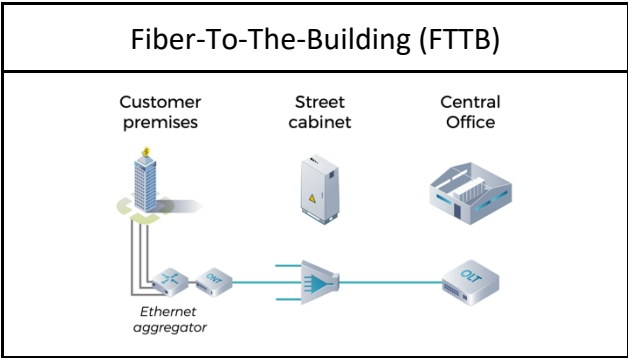 Fiber-To-The-Building (FTTB)
Customer
premises
Street
cabinet
Central
Office
ONT
OLT
Ethernet
aggregator